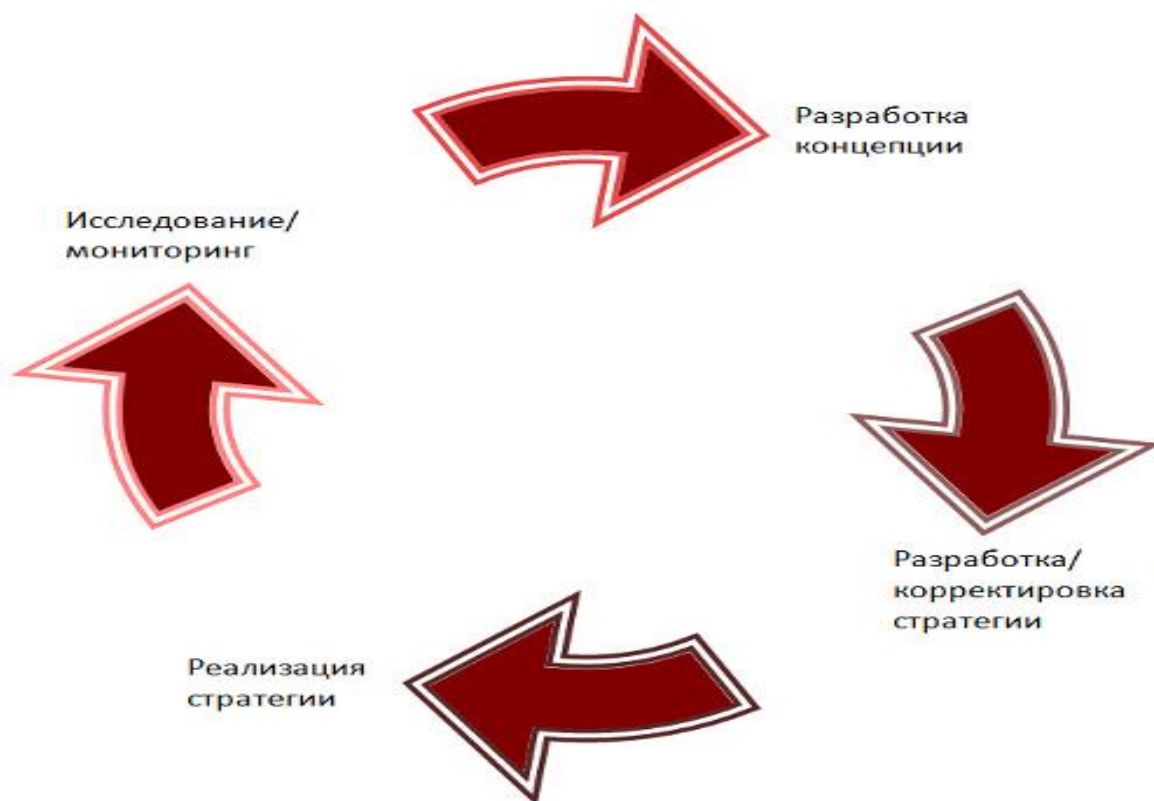 Разработка
концепции
Исследование/
мониторинг
Разработка/
корректировка
стратегии
Реализация
стратегии